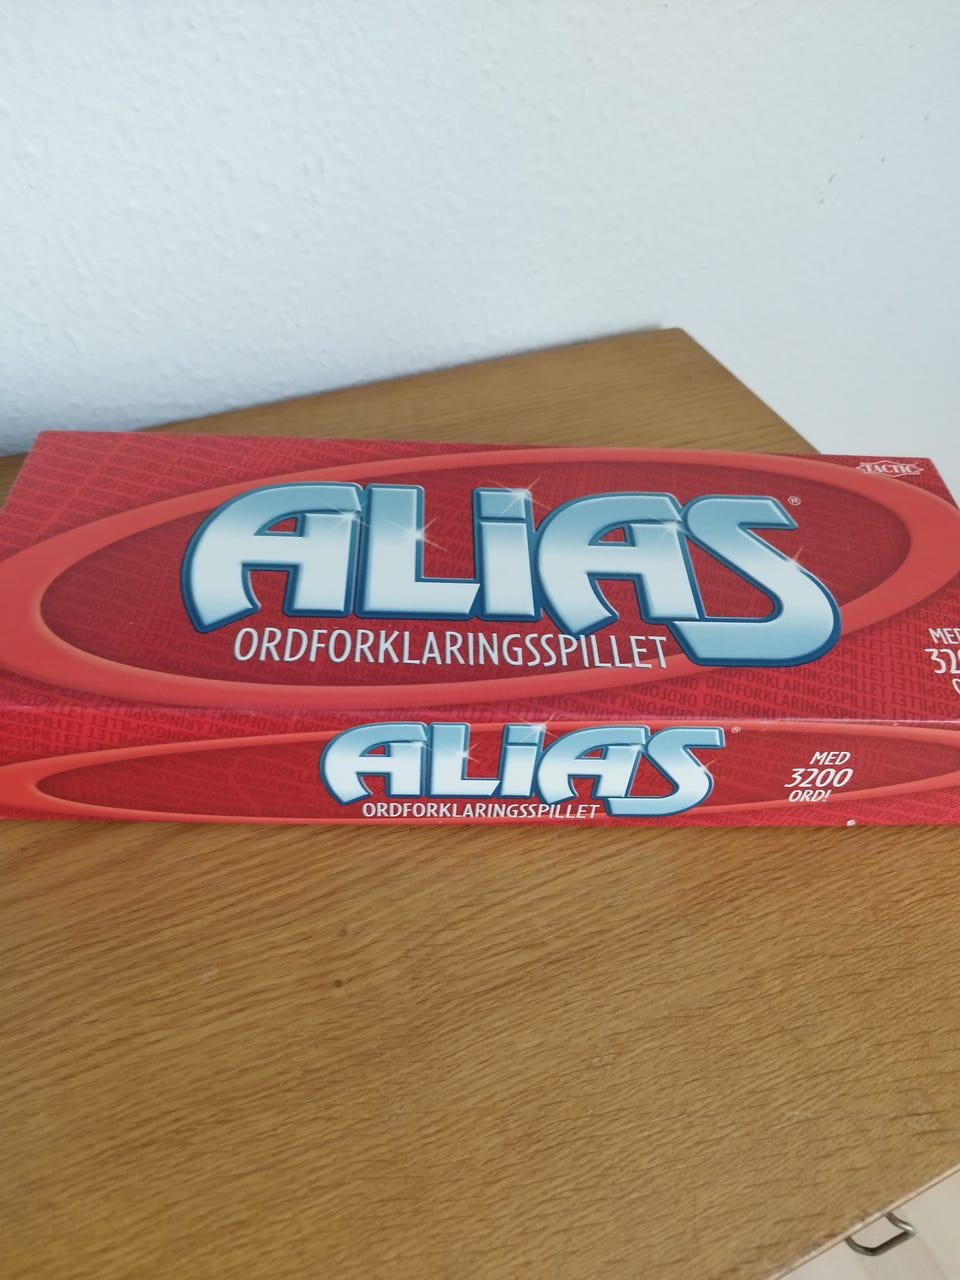 TACTIC
ALIAS®
ORDFORKLARINGSSPILLET
ALIAS®
ORDFORKLARINGSSPILLET
MED
3200
ORD!